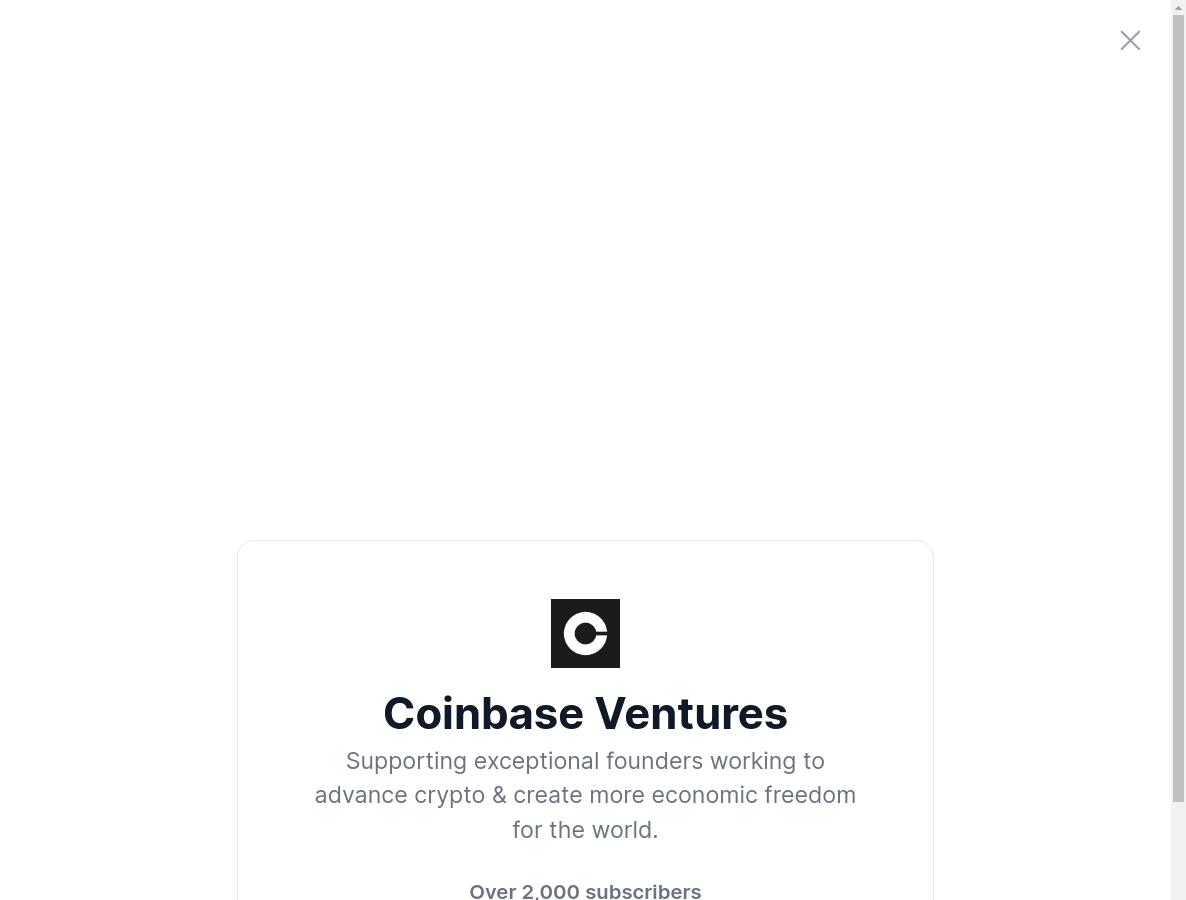 Coinbase Ventures
Supporting exceptional founders working to
advance crypto & create more economic freedom
for the world.
Over 2,000 subscribers